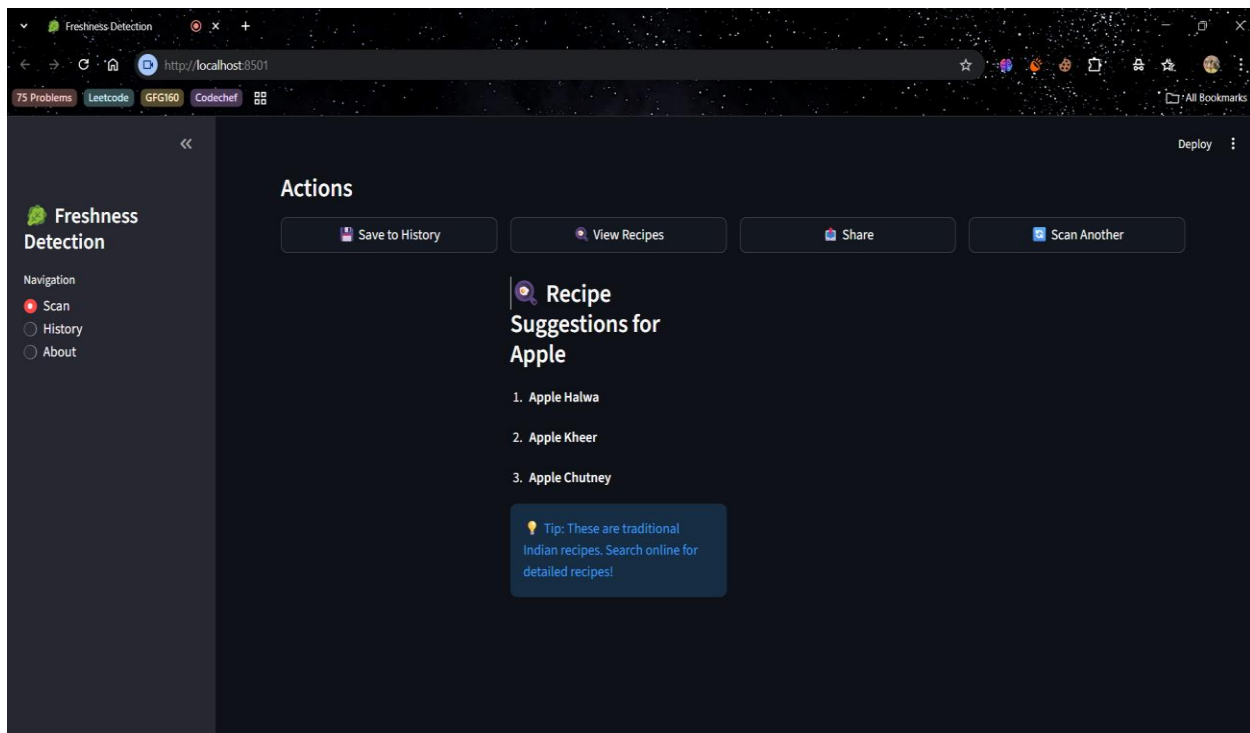 Freshness Detection
http://localhost:8501
75 Problems Leetcode GFG160 Codechef All Bookmarks
Deploy
Freshness
Detection
Navigation
Scan
History
About
Actions
Save to History View Recipes Share Scan Another
Recipe
Suggestions for
Apple
1. Apple Halwa
2. Apple Kheer
3. Apple Chutney
Tip: These are traditional
Indian recipes. Search online for
detailed recipes!